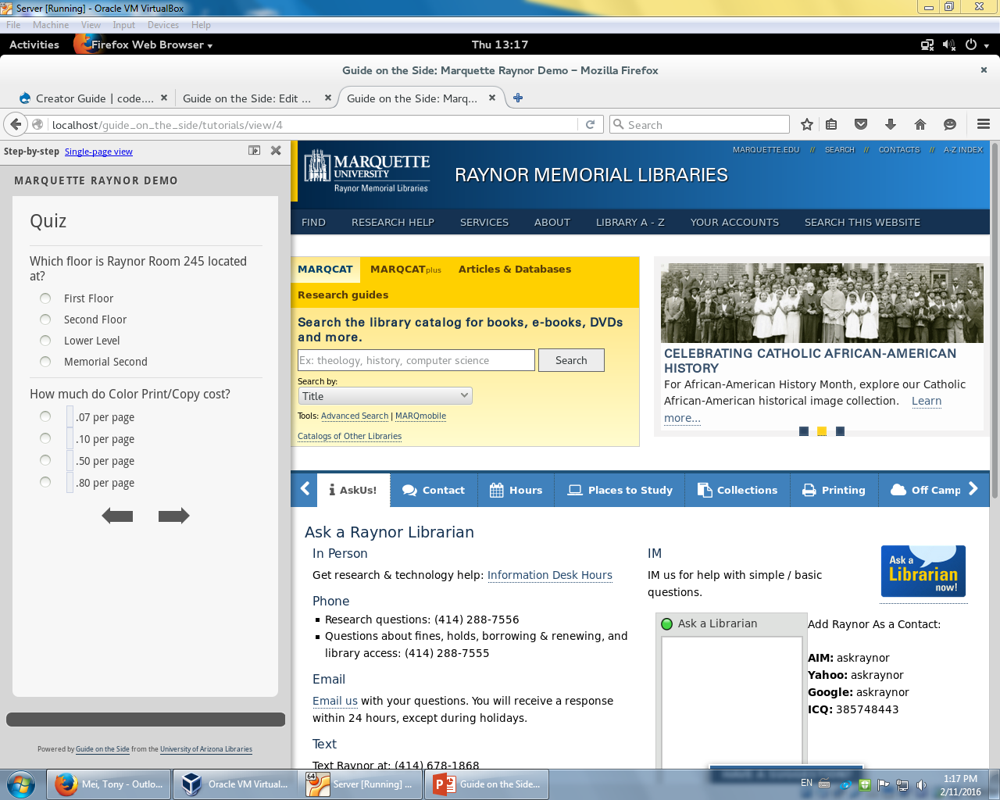 Server [Running] - Oracle VM VirtualBox
File Machine View Input Devices Help
Activities Firefox Web Browser Thu 13:17
Guide on the Side: Marquette Raynor Demo – Mozilla Firefox
Creator Guide | code.... Guide on the Side: Edit ... Guide on the Side: Marq...
localhost/guide_on_the_side/tutorials/view/4 Search
Step-by-step Single-page view
MARQUETTE RAYNOR DEMO
Quiz
Which floor is Raynor Room 245 located
at?
First Floor
Second Floor
Lower Level
Memorial Second
How much do Color Print/Copy cost?
.07 per page
.10 per page
.50 per page
.80 per page
Powered by Guide on the Side from the University of Arizona Libraries
MARQUETTE.EDU // SEARCH // CONTACTS // A-Z INDEX
MARQUETTE
UNIVERSITY
Raynor Memorial Libraries
RAYNOR MEMORIAL LIBRARIES
FIND RESEARCH HELP SERVICES ABOUT LIBRARY A - Z YOUR ACCOUNTS SEARCH THIS WEBSITE
MARQCAT MARQCATplus Articles & Databases
Research guides
Search the library catalog for books, e-books, DVDs
and more.
Ex: theology, history, computer science Search
Search by:
Title
Tools: Advanced Search | MARQmobile
Catalogs of Other Libraries
CELEBRATING CATHOLIC AFRICAN-AMERICAN
HISTORY
For African-American History Month, explore our Catholic
African-American historical image collection. Learn
more...
AskUs! Contact Hours Places to Study Collections Printing Off Camp
Ask a Raynor Librarian
In Person
Get research & technology help: Information Desk Hours
Phone
Research questions: (414) 288-7556
Questions about fines, holds, borrowing & renewing, and
library access: (414) 288-7555
Email
Email us with your questions. You will receive a response
within 24 hours, except during holidays.
Text
Text Raynor at: (414) 678-1868
IM
IM us for help with simple / basic
questions.
Ask a
Librarian
now!
Ask a Librarian
Add Raynor As a Contact:
AIM: askraynor
Yahoo: askraynor
Google: askraynor
ICQ: 385748443
Mei, Tony - Outlo... Oracle VM Virtual... 64 Server [Running] ... Guide on the Side... EN 1:17 PM
2/11/2016